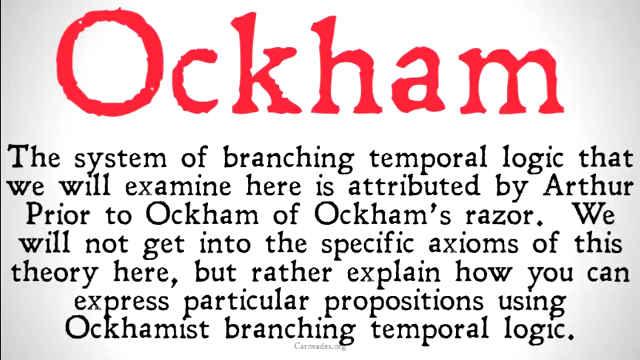 Ockham
The system of branching temporal logic that
we will examine here is attributed by Arthur
Prior to Ockham of Ockham's razor. We
will not get into the specific axioms of this
theory here, but rather explain how you can
express particular propositions using
Ockhamist branching temporal logic.
Carneades.org